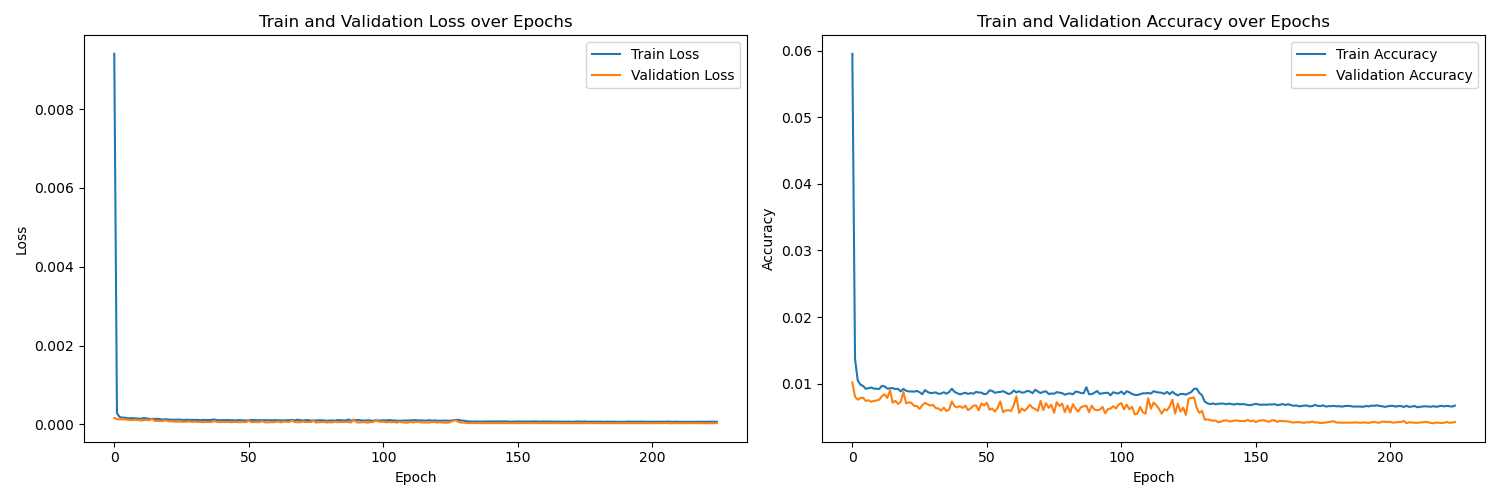 Train and Validation Loss over Epochs
Train Loss
Validation Loss
0.008
0.006
0.004
0.002
0.000
Loss
0
50
100
150
200
Epoch
Train and Validation Accuracy over Epochs
Train Accuracy
Validation Accuracy
0.06
0.05
0.04
0.03
0.02
0.01
Accuracy
0
50
100
150
200
Epoch